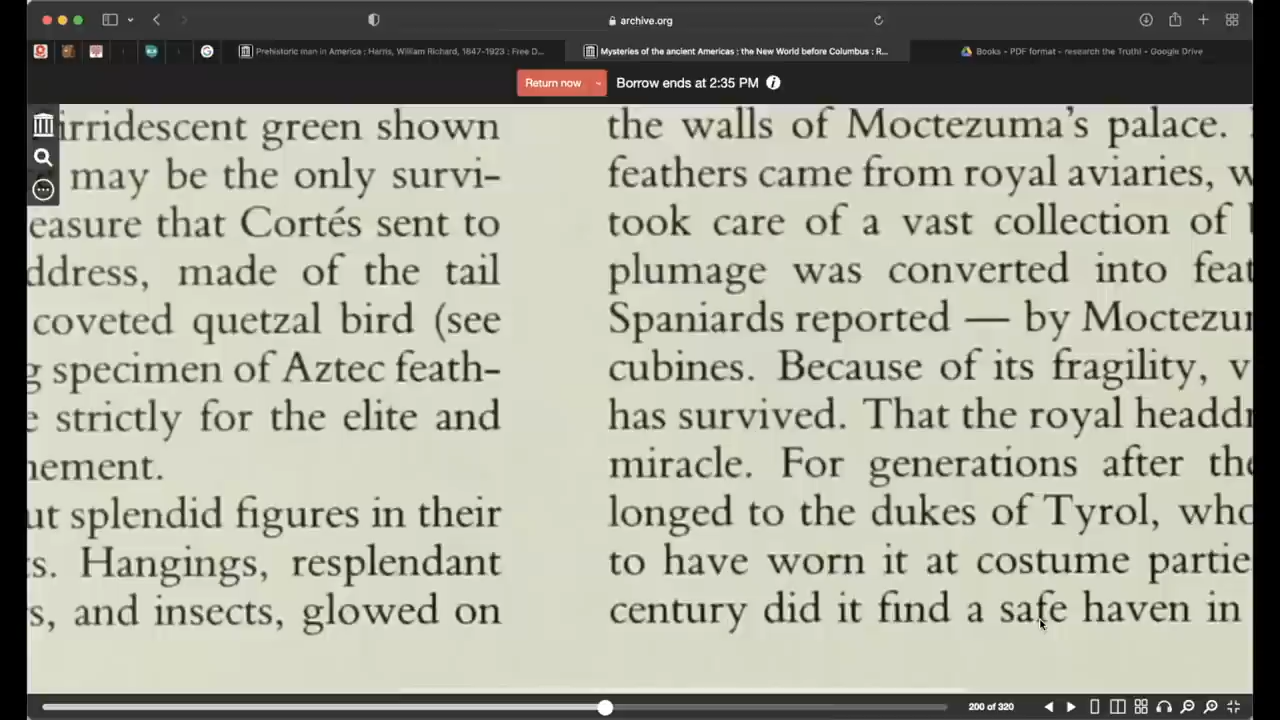 archive.org
Prehistoric man in America : Harris, William Richard, 1847-1923 : Free D...
Mysteries of the ancient Americas : the New World before Columbus : R...
Books - PDF format - research the Truth! - Google Drive
Return now
Borrow ends at 2:35 PM
irridescent green shown
may be the only survi-
easure that Cortés sent to
ddress, made of the tail
coveted quetzal bird (see
g specimen of Aztec feath-
e strictly for the elite and
nement.
ut splendid figures in their
s. Hangings, resplendant
s, and insects, glowed on
the walls of Moctezuma's palace.
feathers came from royal aviaries, w
took care of a vast collection of
plumage was converted into feat
Spaniards reported — by Moctezu
cubines. Because of its fragility, v
has survived. That the royal headd
miracle. For generations after the
longed to the dukes of Tyrol, who
to have worn it at costume partie
century did it find a safe haven in
200 of 320